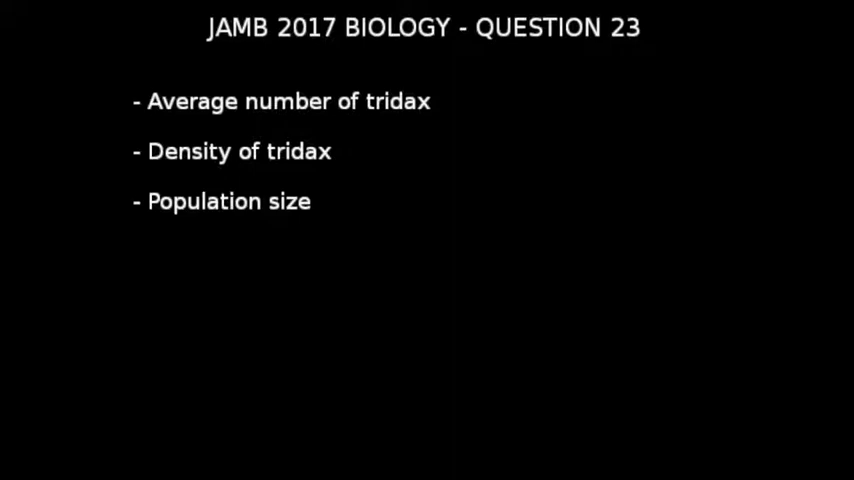 JAMB 2017 BIOLOGY - QUESTION 23
- Average number of tridax
- Density of tridax
- Population size